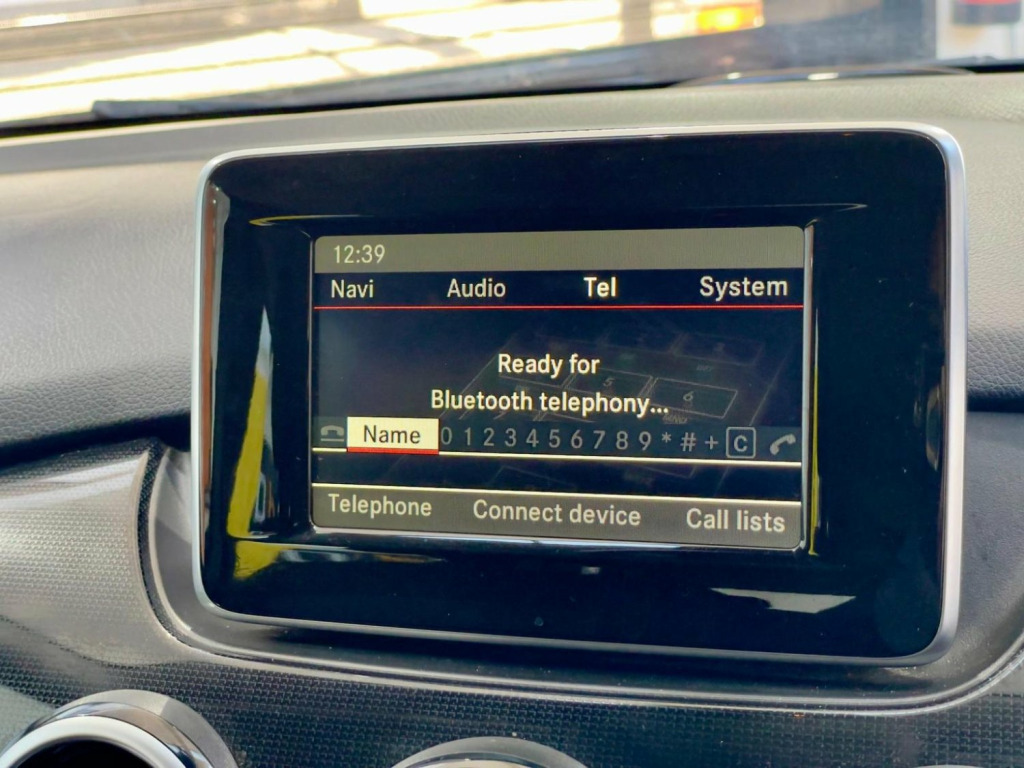 12:39
Navi Audio Tel System
Ready for
Bluetooth telephony...
Name 0 1 2 3 4 5 6 7 8 9 * # + C
Telephone Connect device Call lists